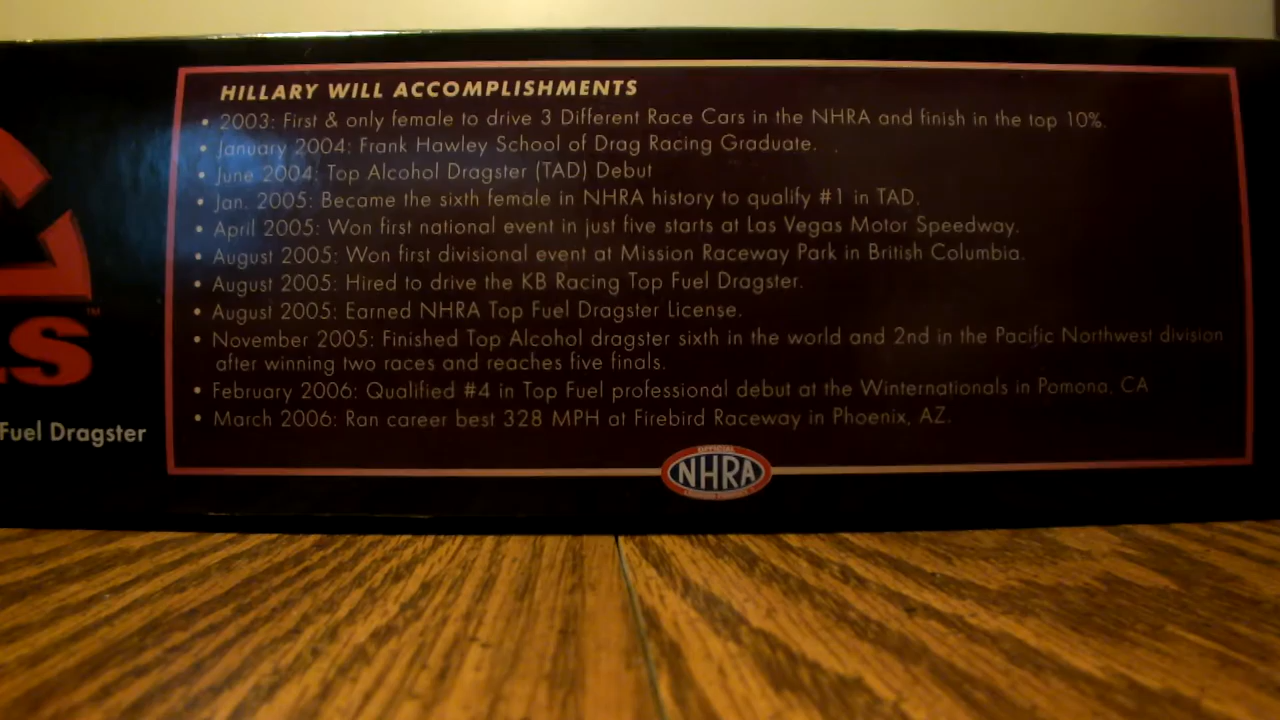 HILLARY WILL ACCOMPLISHMENTS
• 2003: First & only female to drive 3 Different Race Cars in the NHRA and finish in the top 10%.
• January 2004: Frank Hawley School of Drag Racing Graduate.
• June 2004: Top Alcohol Dragster (TAD) Debut
• Jan. 2005: Became the sixth female in NHRA history to qualify #1 in TAD.
• April 2005: Won first national event in just five starts at Las Vegas Motor Speedway.
• August 2005: Won first divisional event at Mission Raceway Park in British Columbia.
• August 2005: Hired to drive the KB Racing Top Fuel Dragster.
• August 2005: Earned NHRA Top Fuel Dragster License.
• November 2005: Finished Top Alcohol dragster sixth in the world and 2nd in the Pacific Northwest division
after winning two races and reaches five finals.
• February 2006: Qualified #4 in Top Fuel professional debut at the Winternationals in Pomona, CA
• March 2006: Ran career best 328 MPH at Firebird Raceway in Phoenix, AZ.
LS™
Fuel Dragster
NHRA